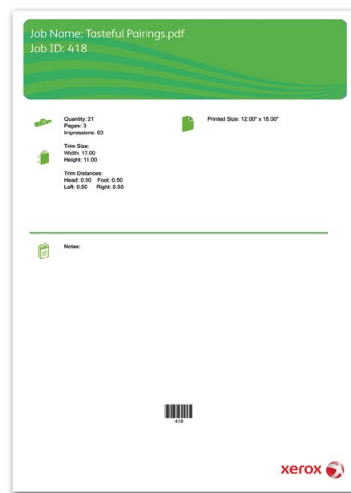 Job Name: Tasteful Pairings.pdf
Job ID: 418
Quantity: 21
Pages: 3
Impressions: 63
Printed Size: 12.00" x 18.00"
Trim Size:
Width: 17.00
Height: 11.00
Trim Distances:
Head: 0.50 Foot: 0.50
Left: 0.50 Right: 0.50
Notes:
418
xerox